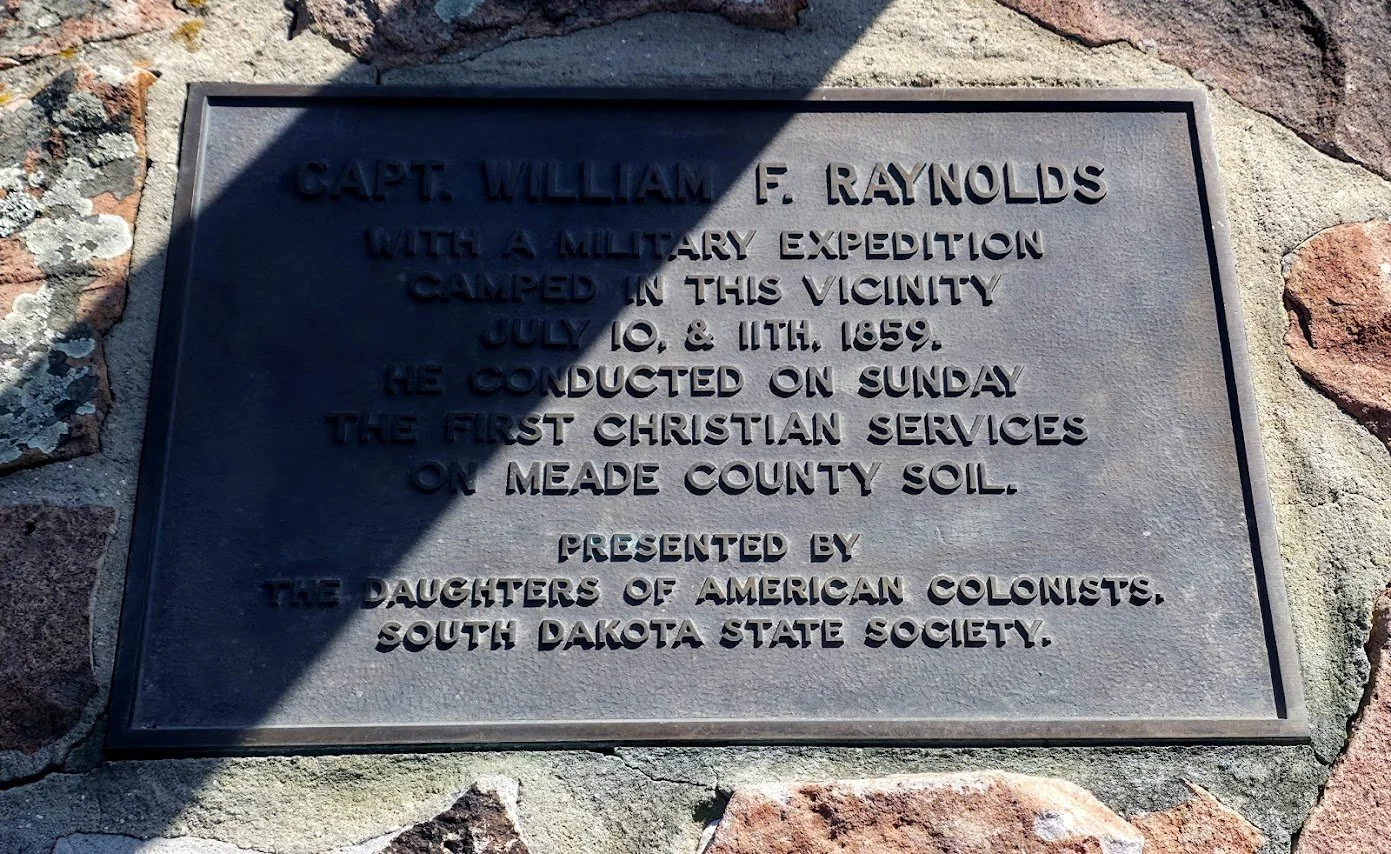 CAPT. WILLIAM F. RAYNOLDS
WITH A MILITARY EXPEDITION
CAMPED IN THIS VICINITY
JULY 10, & 11TH, 1859.
HE CONDUCTED ON SUNDAY
THE FIRST CHRISTIAN SERVICES
ON MEADE COUNTY SOIL.
PRESENTED BY
THE DAUGHTERS OF AMERICAN COLONISTS.
SOUTH DAKOTA STATE SOCIETY.